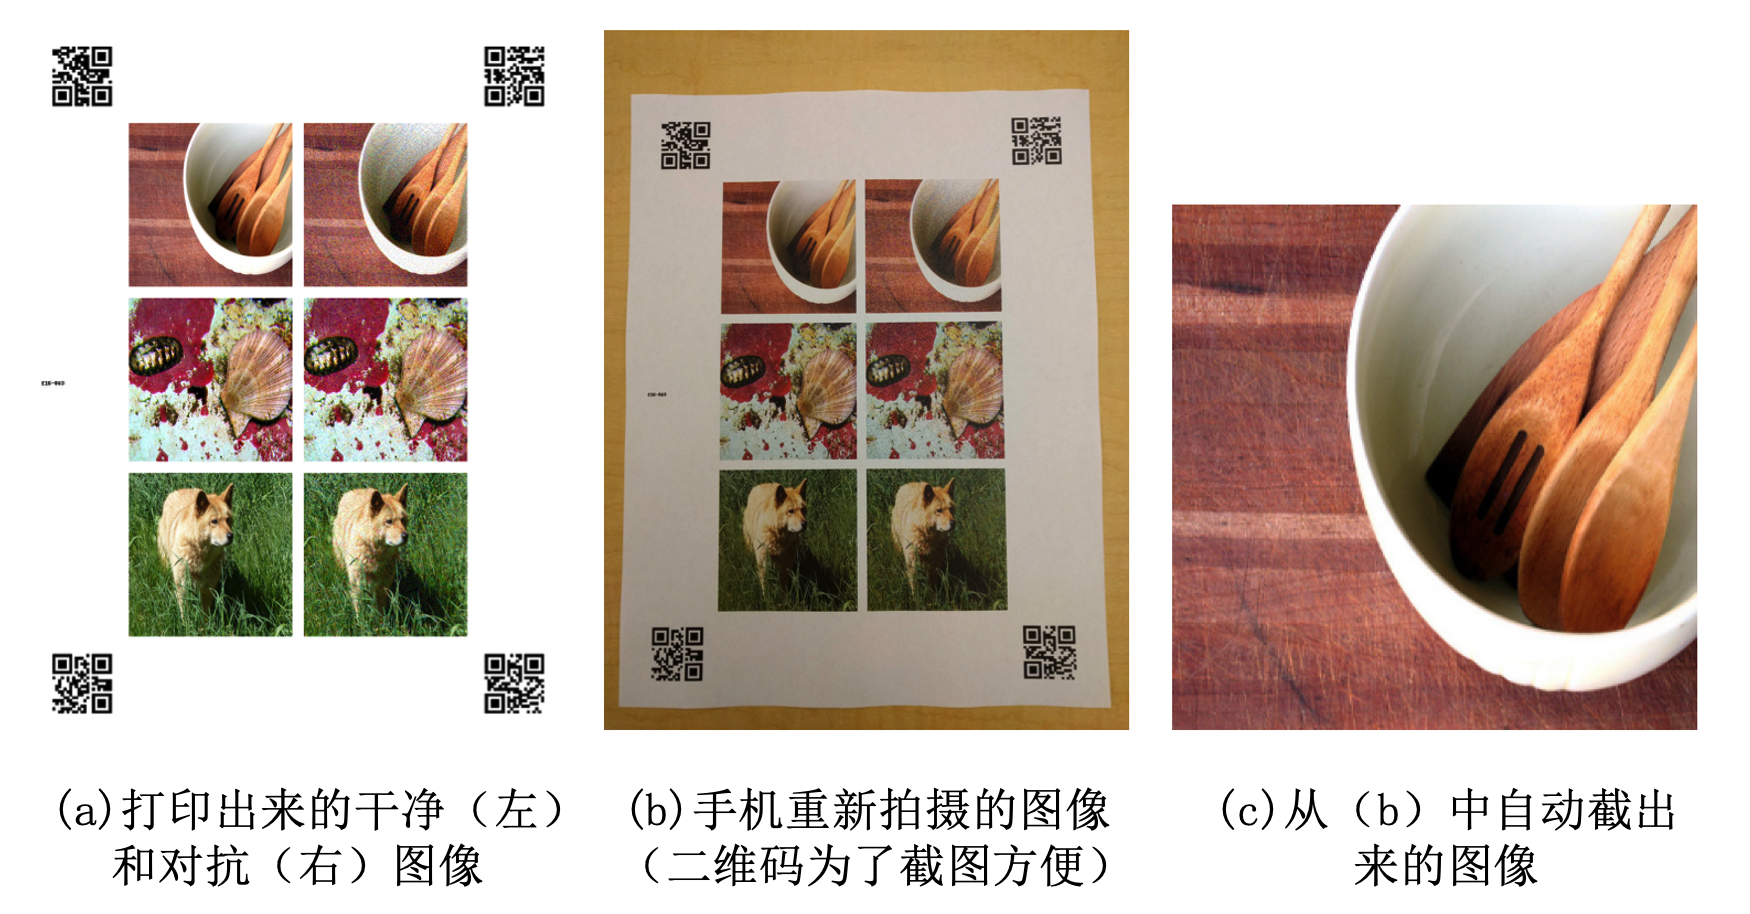 (a)打印出来的干净（左）
和对抗（右）图像
(b)手机重新拍摄的图像
（二维码为了截图方便）
(c)从（b）中自动截出
来的图像